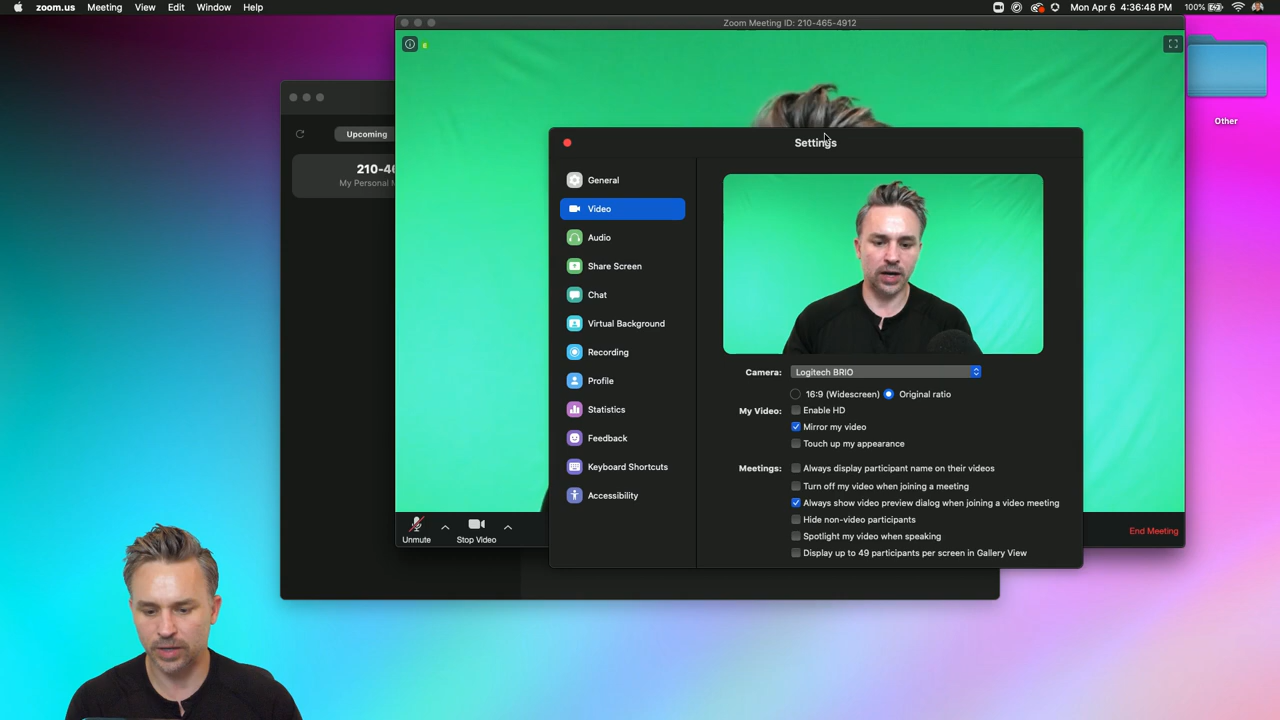 zoom.us Meeting View Edit Window Help
100% Mon Apr 6 4:36:48 PM
Zoom Meeting ID: 210-465-4912
Other
Upcoming
210-46
My Personal M
Settings
General
Video
Audio
Share Screen
Chat
Virtual Background
Recording
Profile
Statistics
Feedback
Keyboard Shortcuts
Accessibility
Camera: Logitech BRIO
16:9 (Widescreen) Original ratio
My Video: Enable HD
Mirror my video
Touch up my appearance
Meetings: Always display participant name on their videos
Turn off my video when joining a meeting
Always show video preview dialog when joining a video meeting
Hide non-video participants
Spotlight my video when speaking
Display up to 49 participants per screen in Gallery View
Unmute Stop Video End Meeting